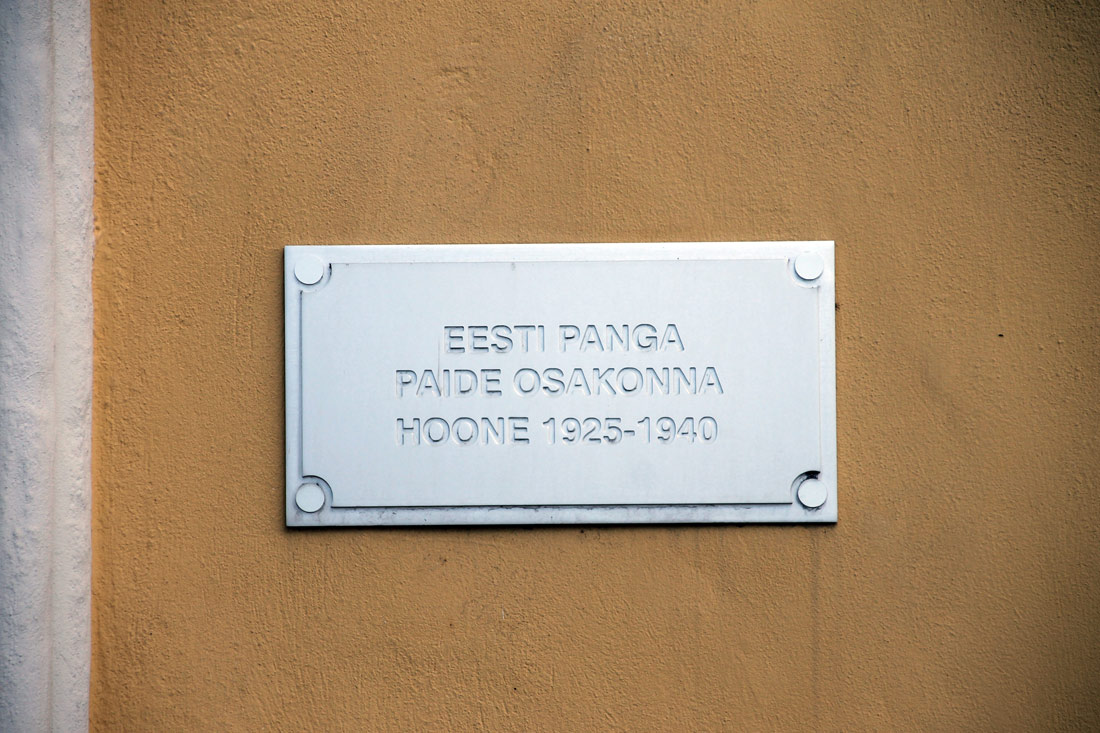 EESTI PANGA
PAIDE OSAKONNA
HOONE 1925-1940